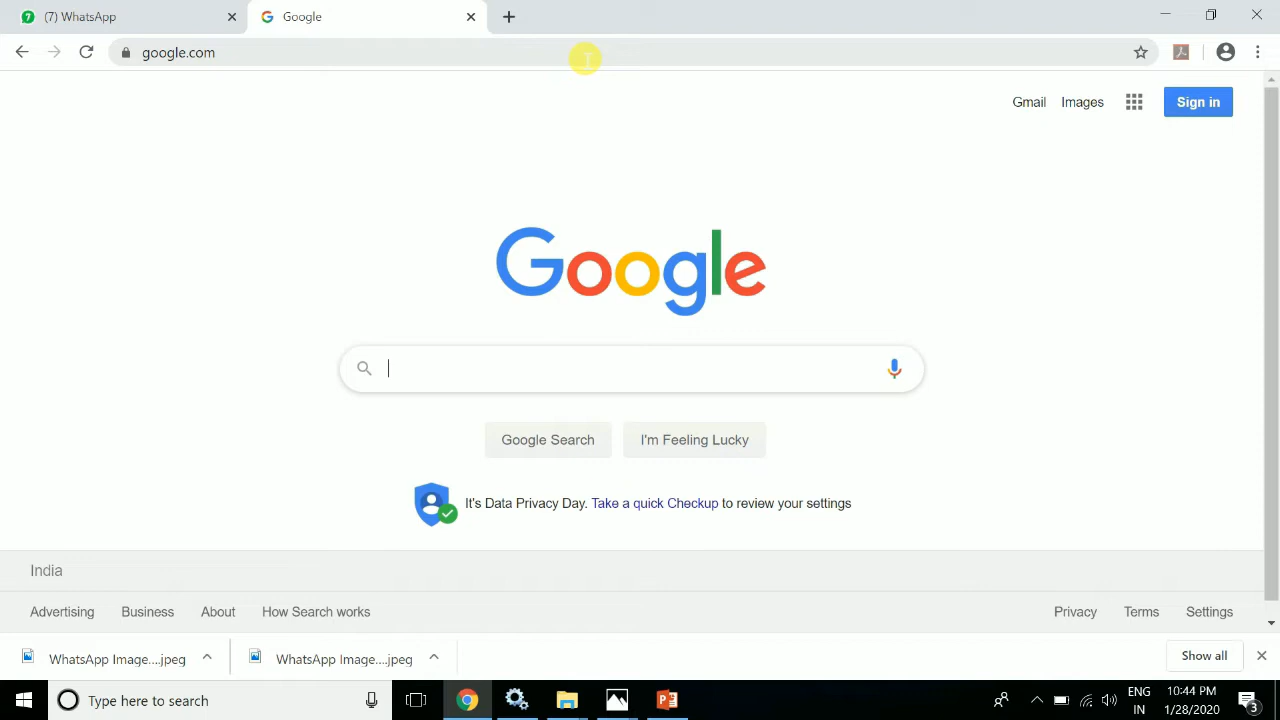 (7) WhatsApp
Google
google.com
Gmail Images Sign in
Google
Google Search I'm Feeling Lucky
It's Data Privacy Day. Take a quick Checkup to review your settings
India
Advertising Business About How Search works Privacy Terms Settings
WhatsApp Image....jpeg WhatsApp Image....jpeg Show all
Type here to search
ENG
IN
10:44 PM
1/28/2020
3